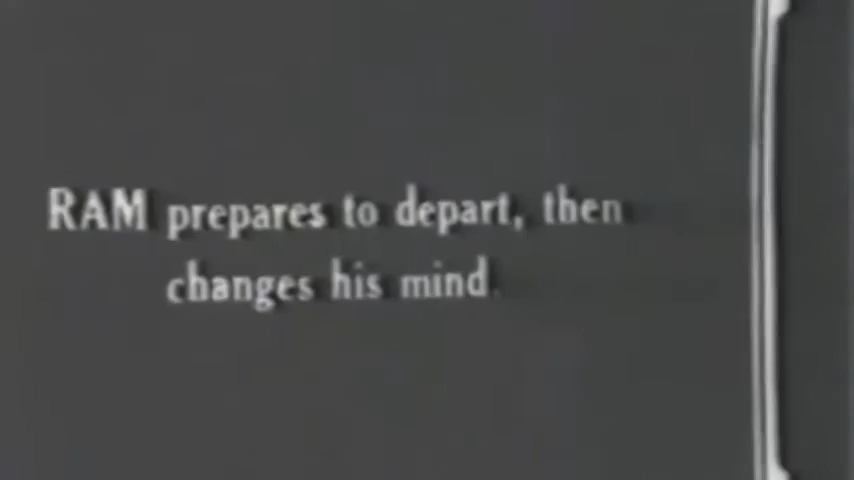 RAM prepares to depart, then
changes his mind.